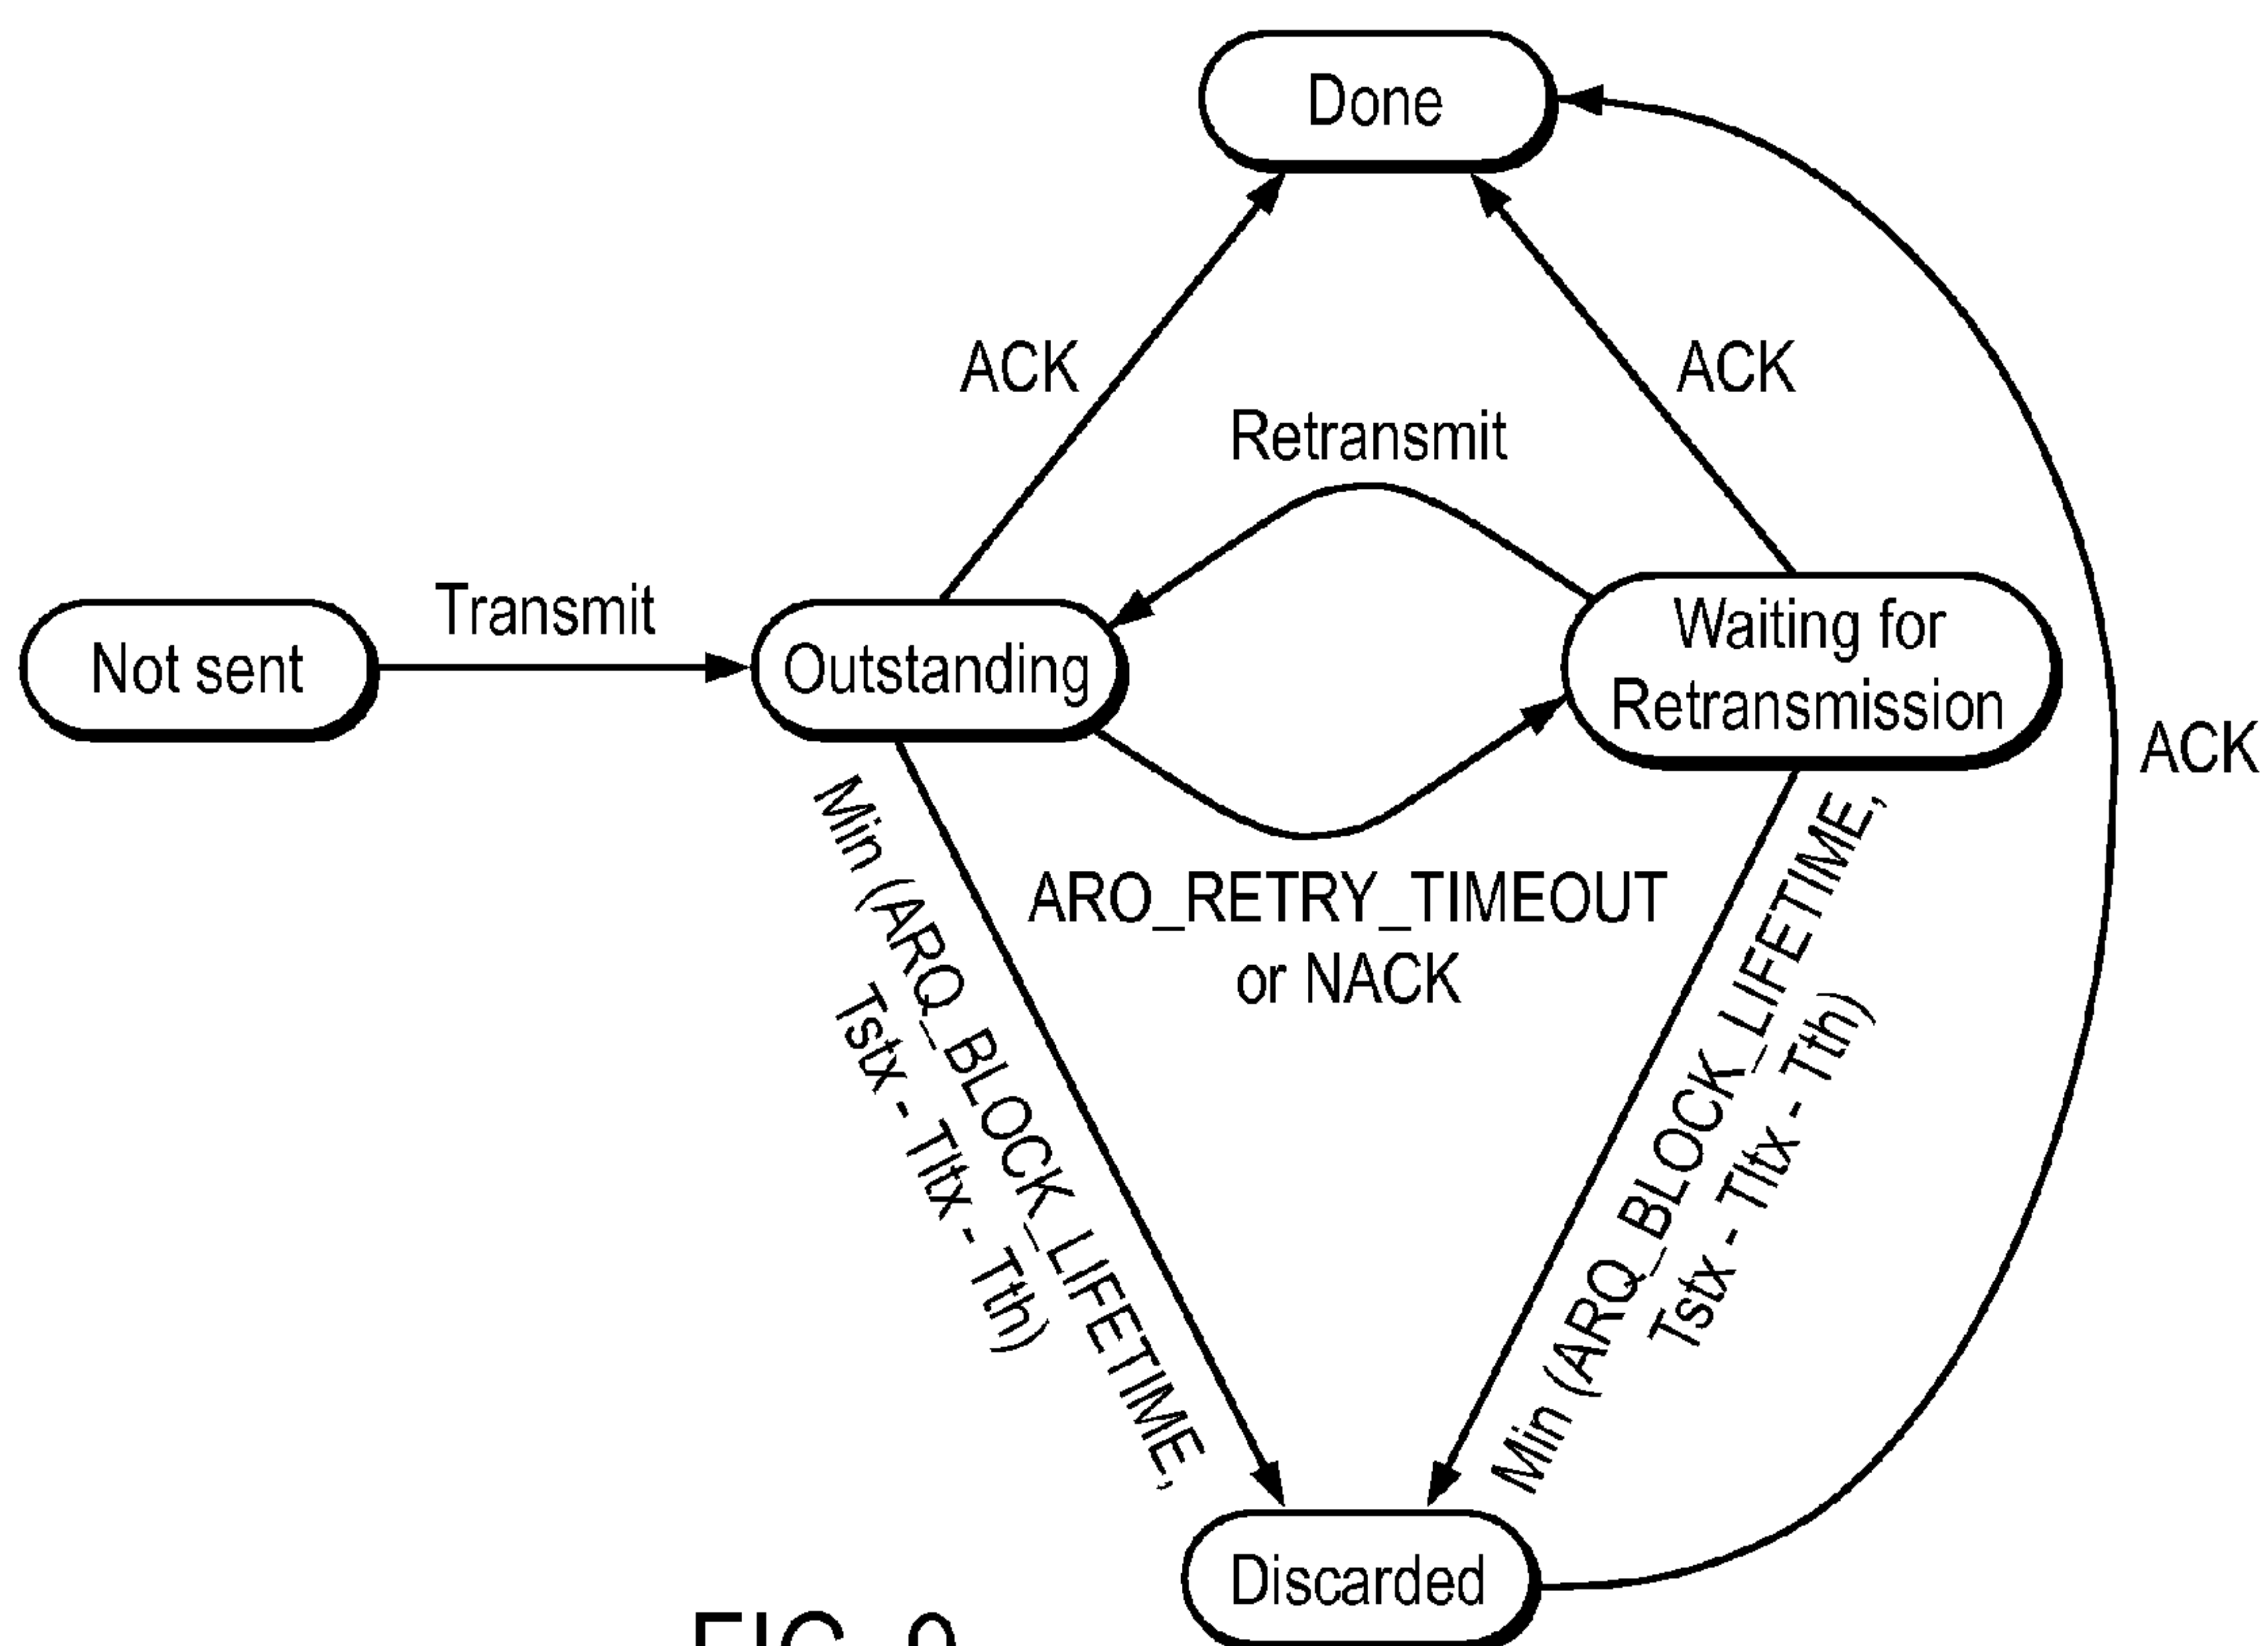 Done
ACK
ACK
Retransmit
Not sent
Transmit
Outstanding
Waiting for
Retransmission
ACK
ARO_RETRY_TIMEOUT
or NACK
Min (ARQ_BLOCK_LIFETIME,
Tstx - Tltx - Tth)
Min (ARQ_BLOCK_LIFETIME,
Tstx - Tltx - Tth)
Discarded